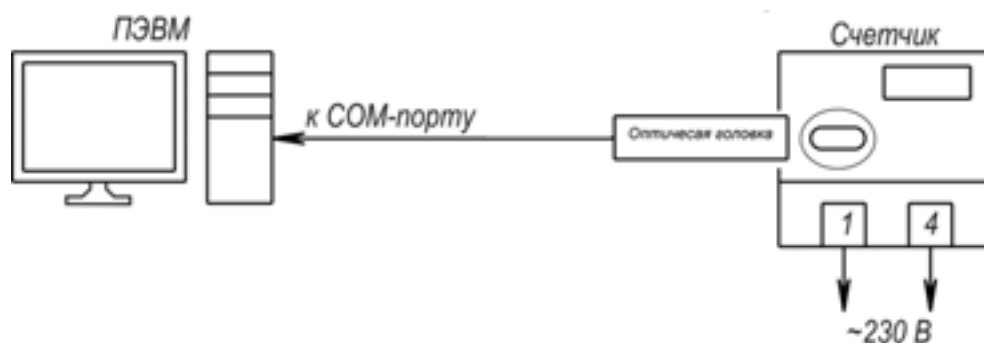 ПЭВМ
Счетчик
к COM-порту
Оптичесая головка
1
4
~230 В